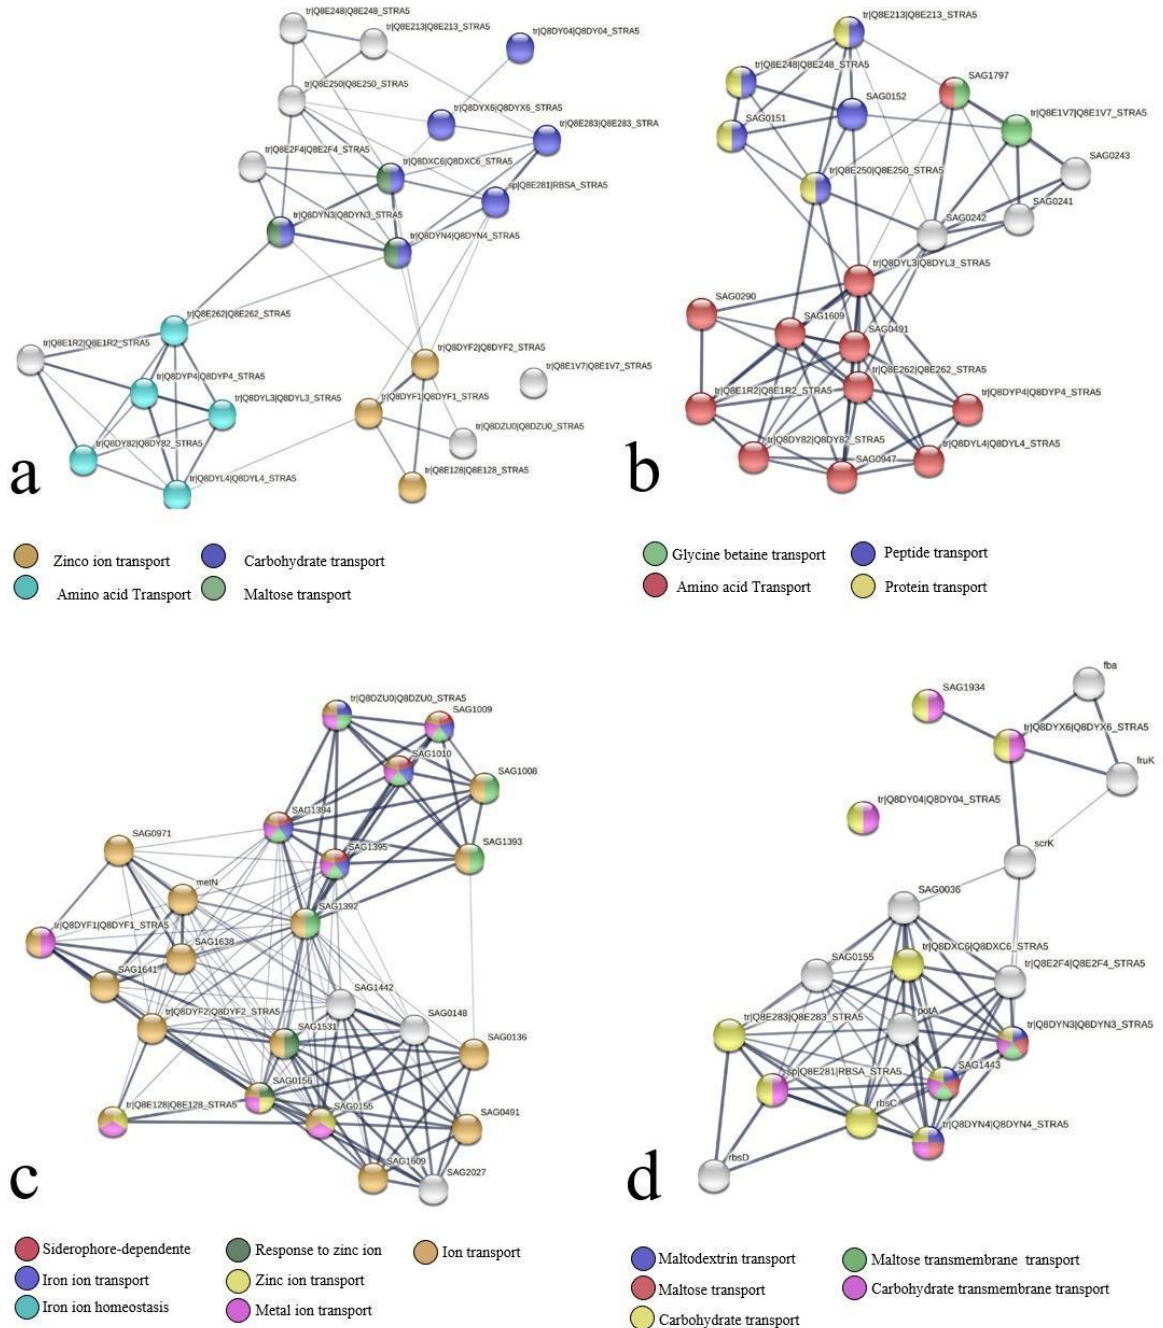 tr|Q8E248|Q8E248_STRA5
tr|Q8E213|Q8E213_STRA5
tr|Q8DY04|Q8DY04_STRA5
tr|Q8E250|Q8E250_STRA5
tr|Q8DYX6|Q8DYX6_STRA5
tr|Q8E283|Q8E283_STRA
tr|Q8E2F4|Q8E2F4_STRA5
tr|Q8DXC6|Q8DXC6_STRA5
sp|Q8E281|RBSA_STRA5
tr|Q8DYN3|Q8DYN3_STRA5
tr|Q8DYN4|Q8DYN4_STRA5
tr|Q8E262|Q8E262_STRA5
tr|Q8E1R2|Q8E1R2_STRA5
tr|Q8DYF2|Q8DYF2_STRA5
tr|Q8E1V7|Q8E1V7_STRA5
tr|Q8DYP4|Q8DYP4_STRA5
tr|Q8DYL3|Q8DYL3_STRA5
tr|Q8DYF1|Q8DYF1_STRA5
tr|Q8DZU0|Q8DZU0_STRA5
tr|Q8DY82|Q8DY82_STRA5
tr|Q8DYL4|Q8DYL4_STRA5
tr|Q8E128|Q8E128_STRA5
a
Zinco ion transport
Carbohydrate transport
Amino acid Transport
Maltose transport
tr|Q8E213|Q8E213_STRA5
tr|Q8E248|Q8E248_STRA5
SAG1797
SAG0152
tr|Q8E1V7|Q8E1V7_STRA5
SAG0151
SAG0243
tr|Q8E250|Q8E250_STRA5
SAG0241
SAG0242
tr|Q8DYL3|Q8DYL3_STRA5
SAG0290
SAG1609
SAG0491
tr|Q8E262|Q8E262_STRA5
tr|Q8E1R2|Q8E1R2_STRA5
tr|Q8DYP4|Q8DYP4_STRA5
tr|Q8DY82|Q8DY82_STRA5
tr|Q8DYL4|Q8DYL4_STRA5
SAG0947
b
Glycine betaine transport
Peptide transport
Amino acid Transport
Protein transport
tr|Q8DZU0|Q8DZU0_STRA5
SAG1009
SAG1010
SAG1008
SAG1394
SAG0971
SAG1395
SAG1393
metN
SAG1392
tr|Q8DYF1|Q8DYF1_STRA5
SAG1638
SAG1641
SAG1442
SAG0148
tr|Q8DYF2|Q8DYF2_STRA5
SAG1531
SAG0136
SAG0156
tr|Q8E128|Q8E128_STRA5
SAG0155
SAG0491
SAG1609
SAG2027
c
Siderophore-dependente
Response to zinc ion
Ion transport
Iron ion transport
Zinc ion transport
Iron ion homeostasis
Metal ion transport
fba
SAG1934
tr|Q8DYX6|Q8DYX6_STRA5
fruK
tr|Q8DY04|Q8DY04_STRA5
scrK
SAG0036
tr|Q8DXC6|Q8DXC6_STRA5
SAG0155
tr|Q8E2F4|Q8E2F4_STRA5
potA
tr|Q8E283|Q8E283_STRA5
tr|Q8DYN3|Q8DYN3_STRA5
SAG1443
sp|Q8E281|RBSA_STRA5
rbsC
tr|Q8DYN4|Q8DYN4_STRA5
rbsD
d
Maltodextrin transport
Maltose transmembrane transport
Maltose transport
Carbohydrate transmembrane transport
Carbohydrate transport